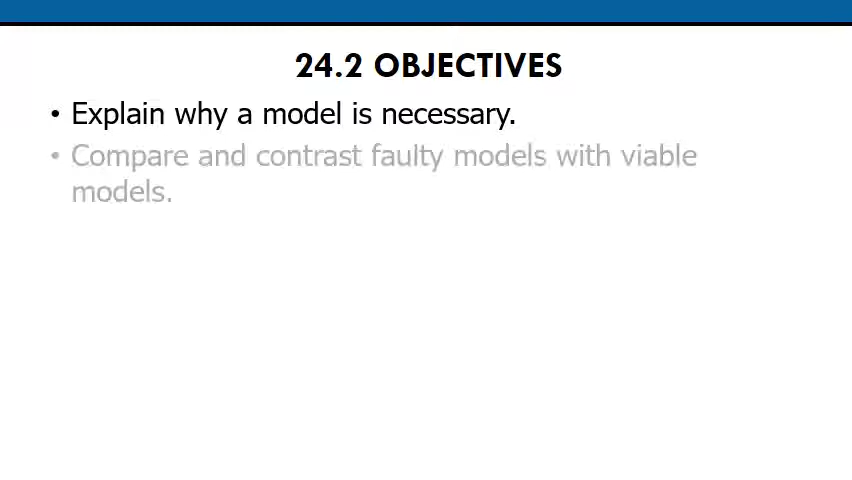 24.2 OBJECTIVES
• Explain why a model is necessary.
• Compare and contrast faulty models with viable
models.